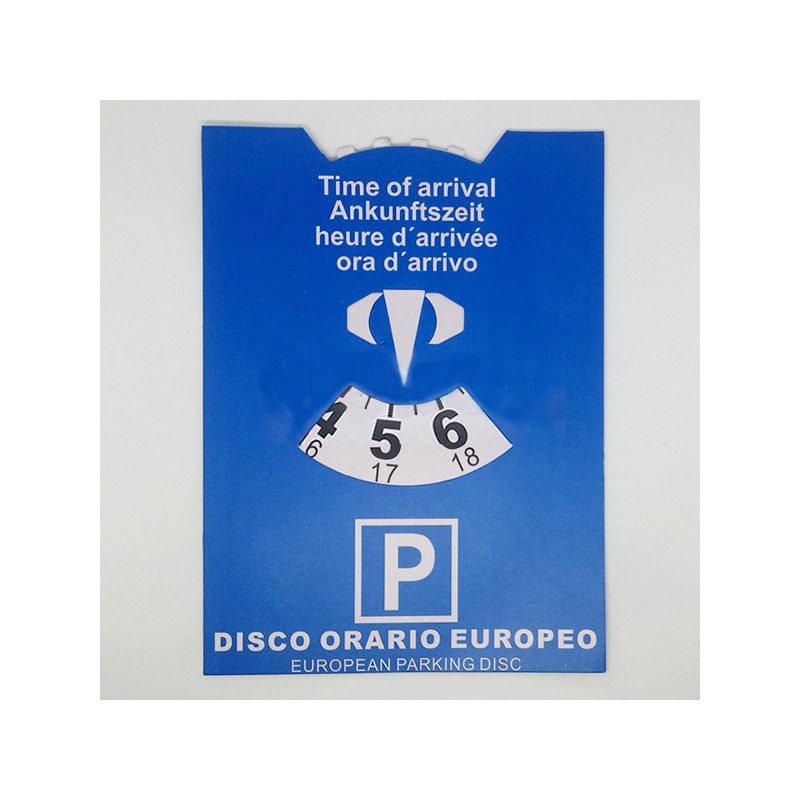 Time of arrival
Ankunftszeit
heure d´arrivée
ora d´arrivo
4 5 6
6 17 18
P
DISCO ORARIO EUROPEO
EUROPEAN PARKING DISC